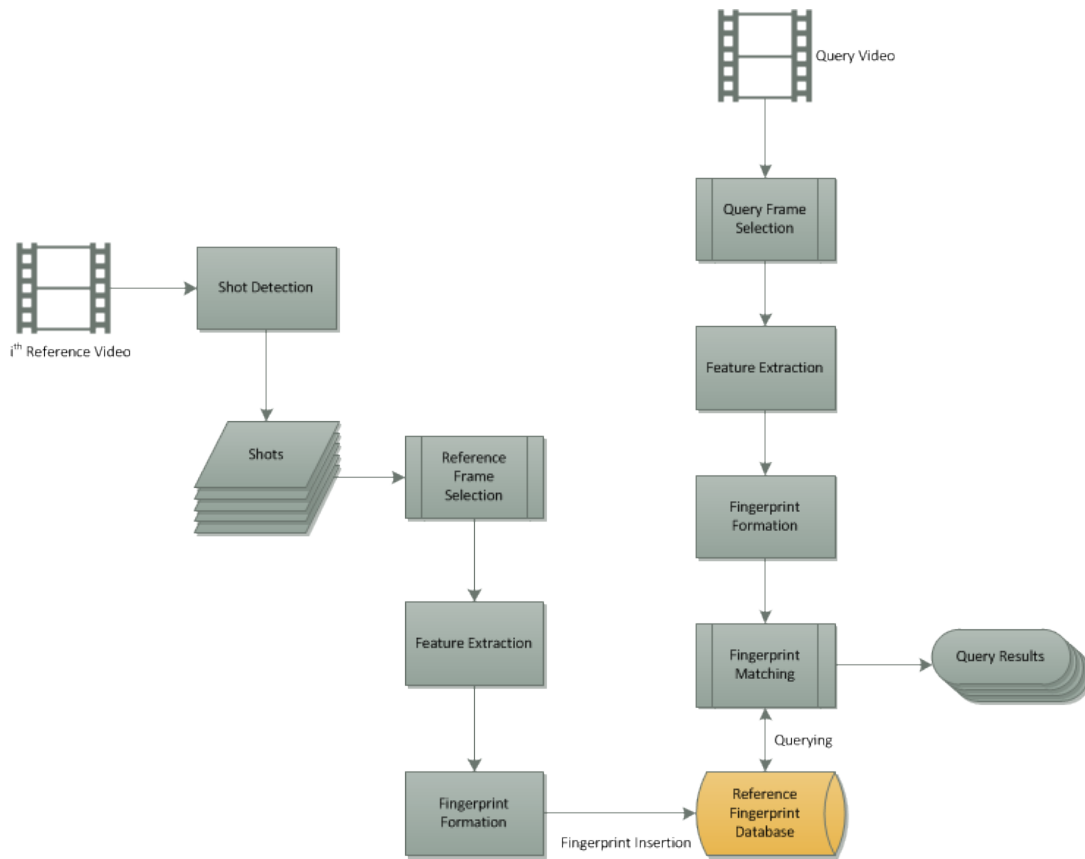 Query Video
Query Frame
Selection
Shot Detection
i^th Reference Video
Feature Extraction
Shots
Reference
Frame
Selection
Fingerprint
Formation
Feature Extraction
Fingerprint
Matching
Query Results
Querying
Fingerprint
Formation
Fingerprint Insertion
Reference
Fingerprint
Database